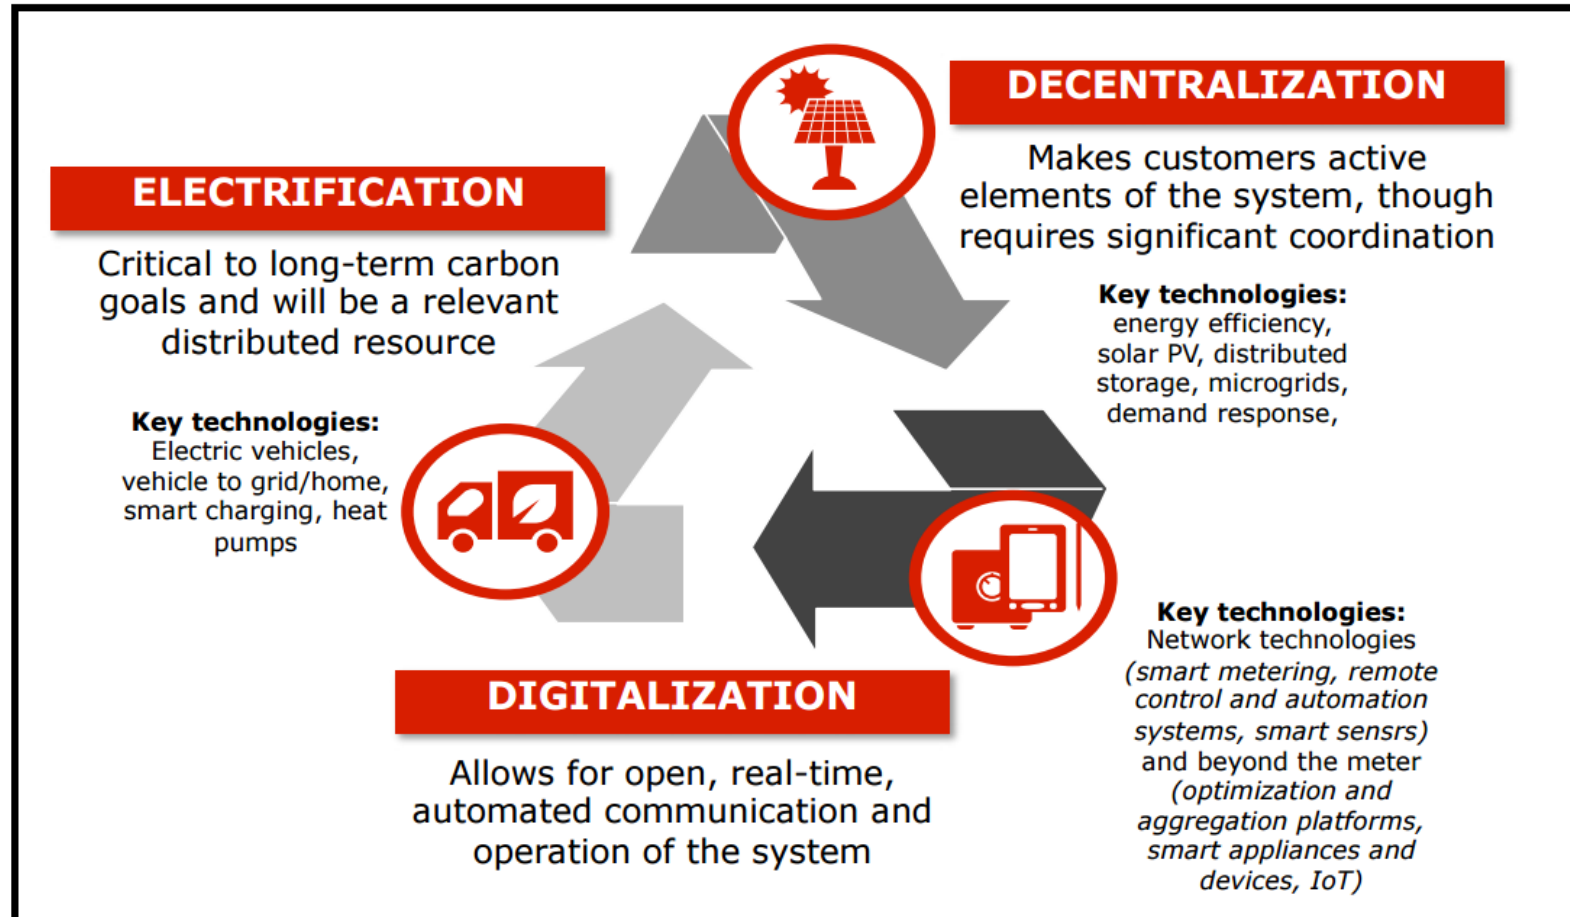 ELECTRIFICATION
Critical to long-term carbon
goals and will be a relevant
distributed resource
Key technologies:
Electric vehicles,
vehicle to grid/home,
smart charging, heat
pumps
DECENTRALIZATION
Makes customers active
elements of the system, though
requires significant coordination
Key technologies:
energy efficiency,
solar PV, distributed
storage, microgrids,
demand response,
DIGITALIZATION
Allows for open, real-time,
automated communication and
operation of the system
Key technologies:
Network technologies
(smart metering, remote
control and automation
systems, smart sensrs)
and beyond the meter
(optimization and
aggregation platforms,
smart appliances and
devices, IoT)